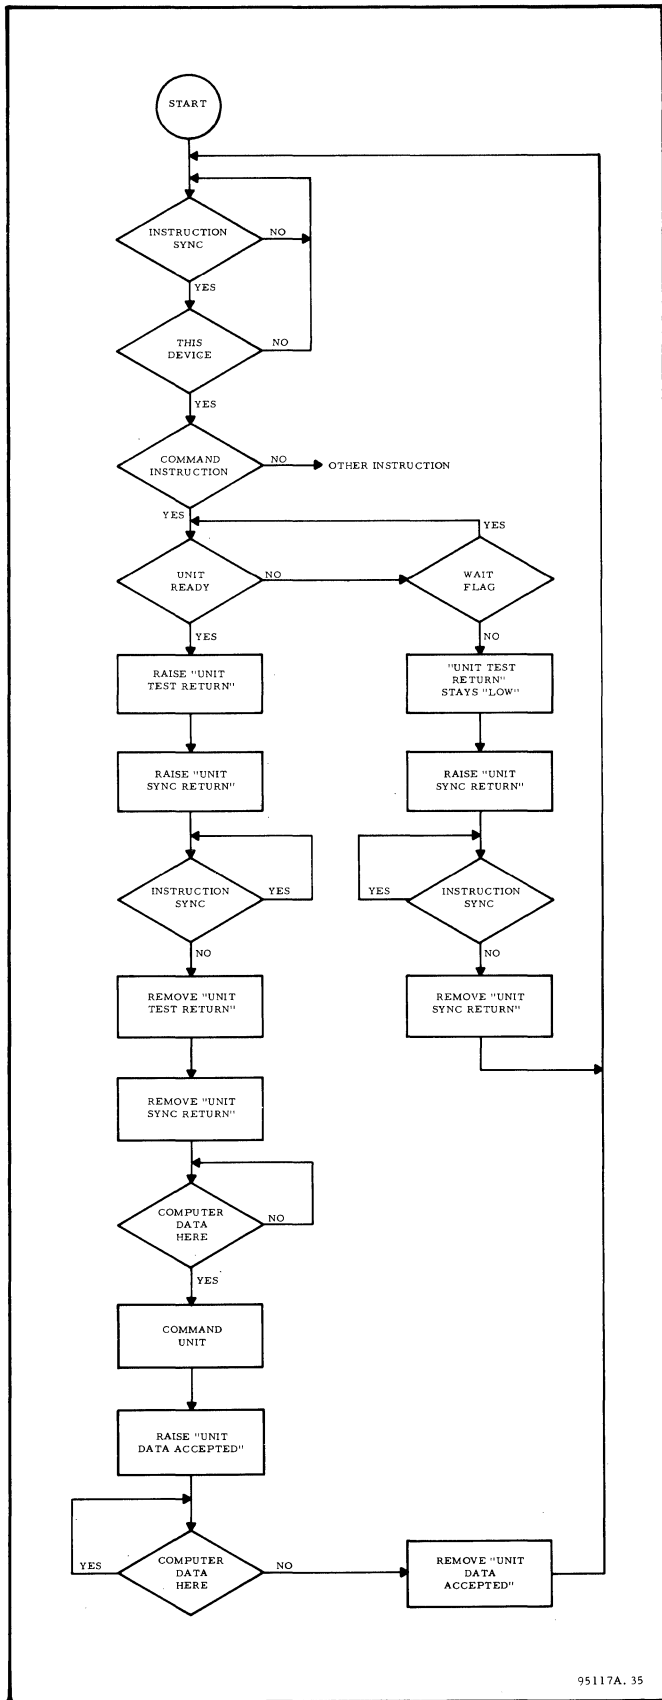 START
INSTRUCTION
SYNC
NO
YES
THIS
DEVICE
NO
YES
COMMAND
INSTRUCTION
NO
OTHER INSTRUCTION
YES
YES
UNIT
READY
NO
WAIT
FLAG
YES
NO
RAISE "UNIT
TEST RETURN"
"UNIT TEST
RETURN"
STAYS "LOW"
RAISE "UNIT
SYNC RETURN"
RAISE "UNIT
SYNC RETURN"
INSTRUCTION
SYNC
YES
YES
INSTRUCTION
SYNC
NO
NO
REMOVE "UNIT
TEST RETURN"
REMOVE "UNIT
SYNC RETURN"
REMOVE "UNIT
SYNC RETURN"
COMPUTER
DATA
HERE
NO
YES
COMMAND
UNIT
RAISE "UNIT
DATA ACCEPTED"
YES
COMPUTER
DATA
HERE
NO
REMOVE "UNIT
DATA
ACCEPTED"
95117A.35